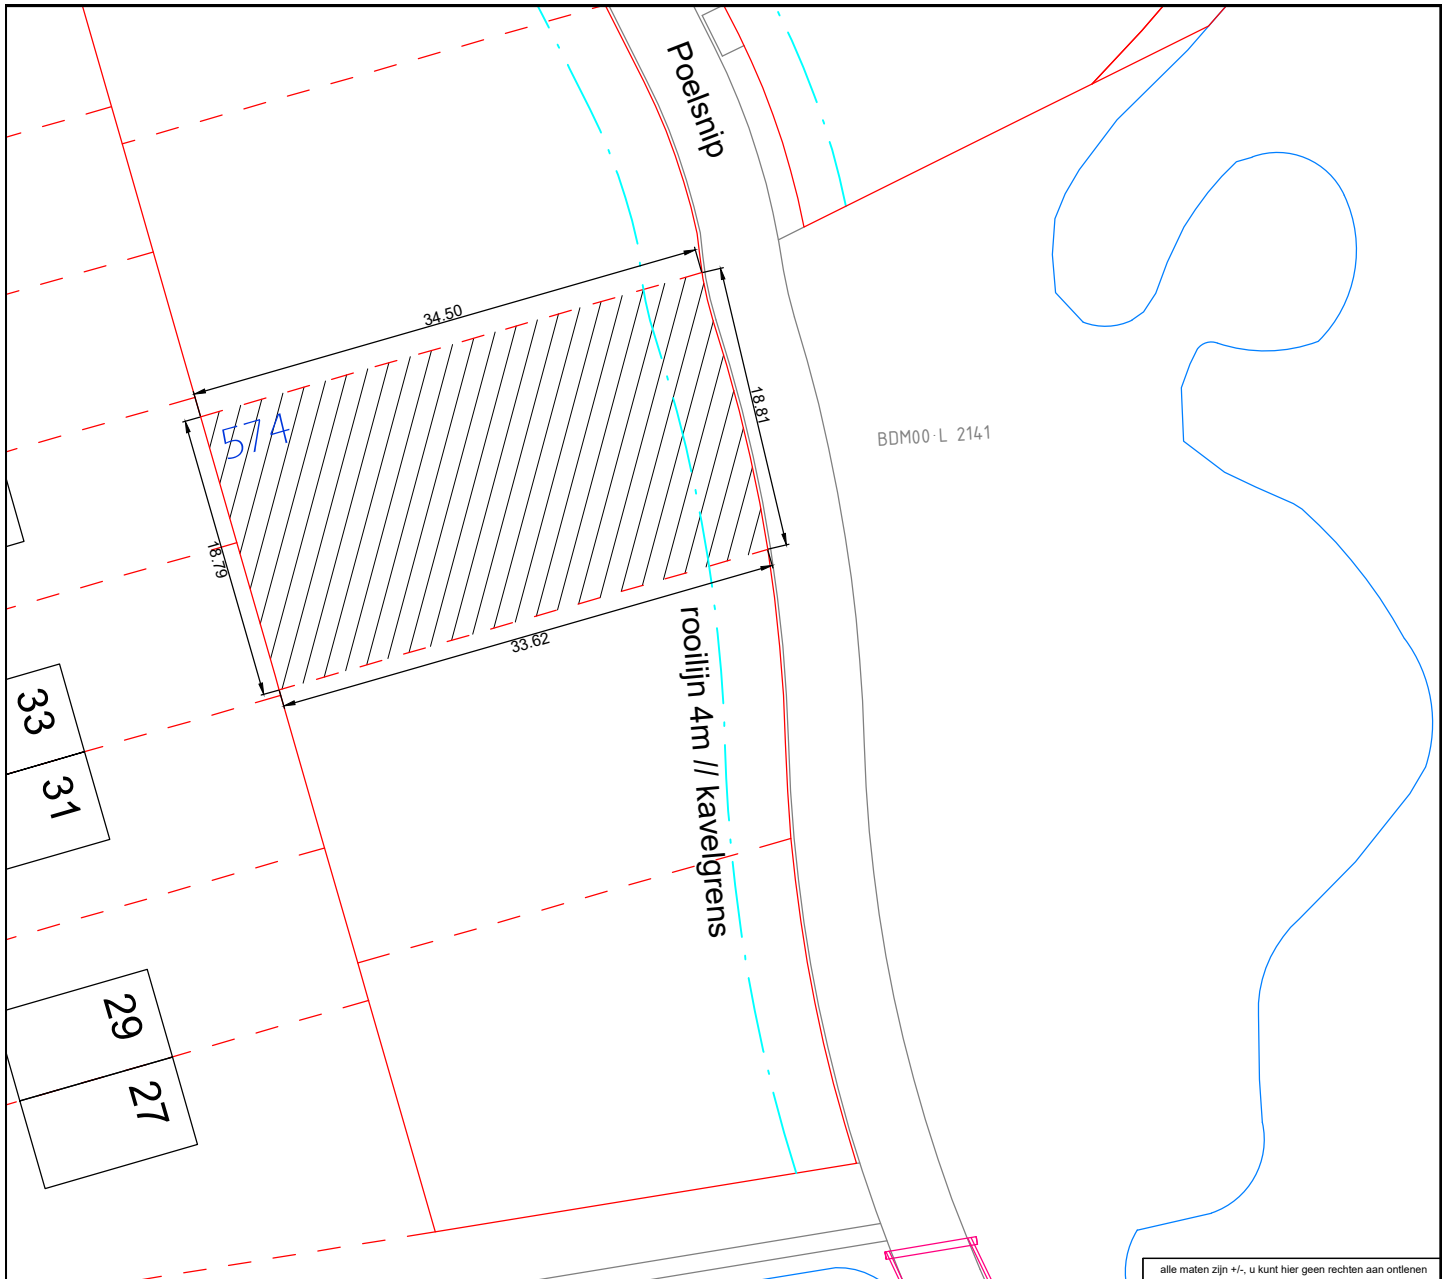 Poelsnip
34.50
18.81
574
BDM00 L 2141
18.79
33.62
rooilijn 4m // kavelgrens
33
31
29
27
alle maten zijn +/-, u kunt hier geen rechten aan ontlenen